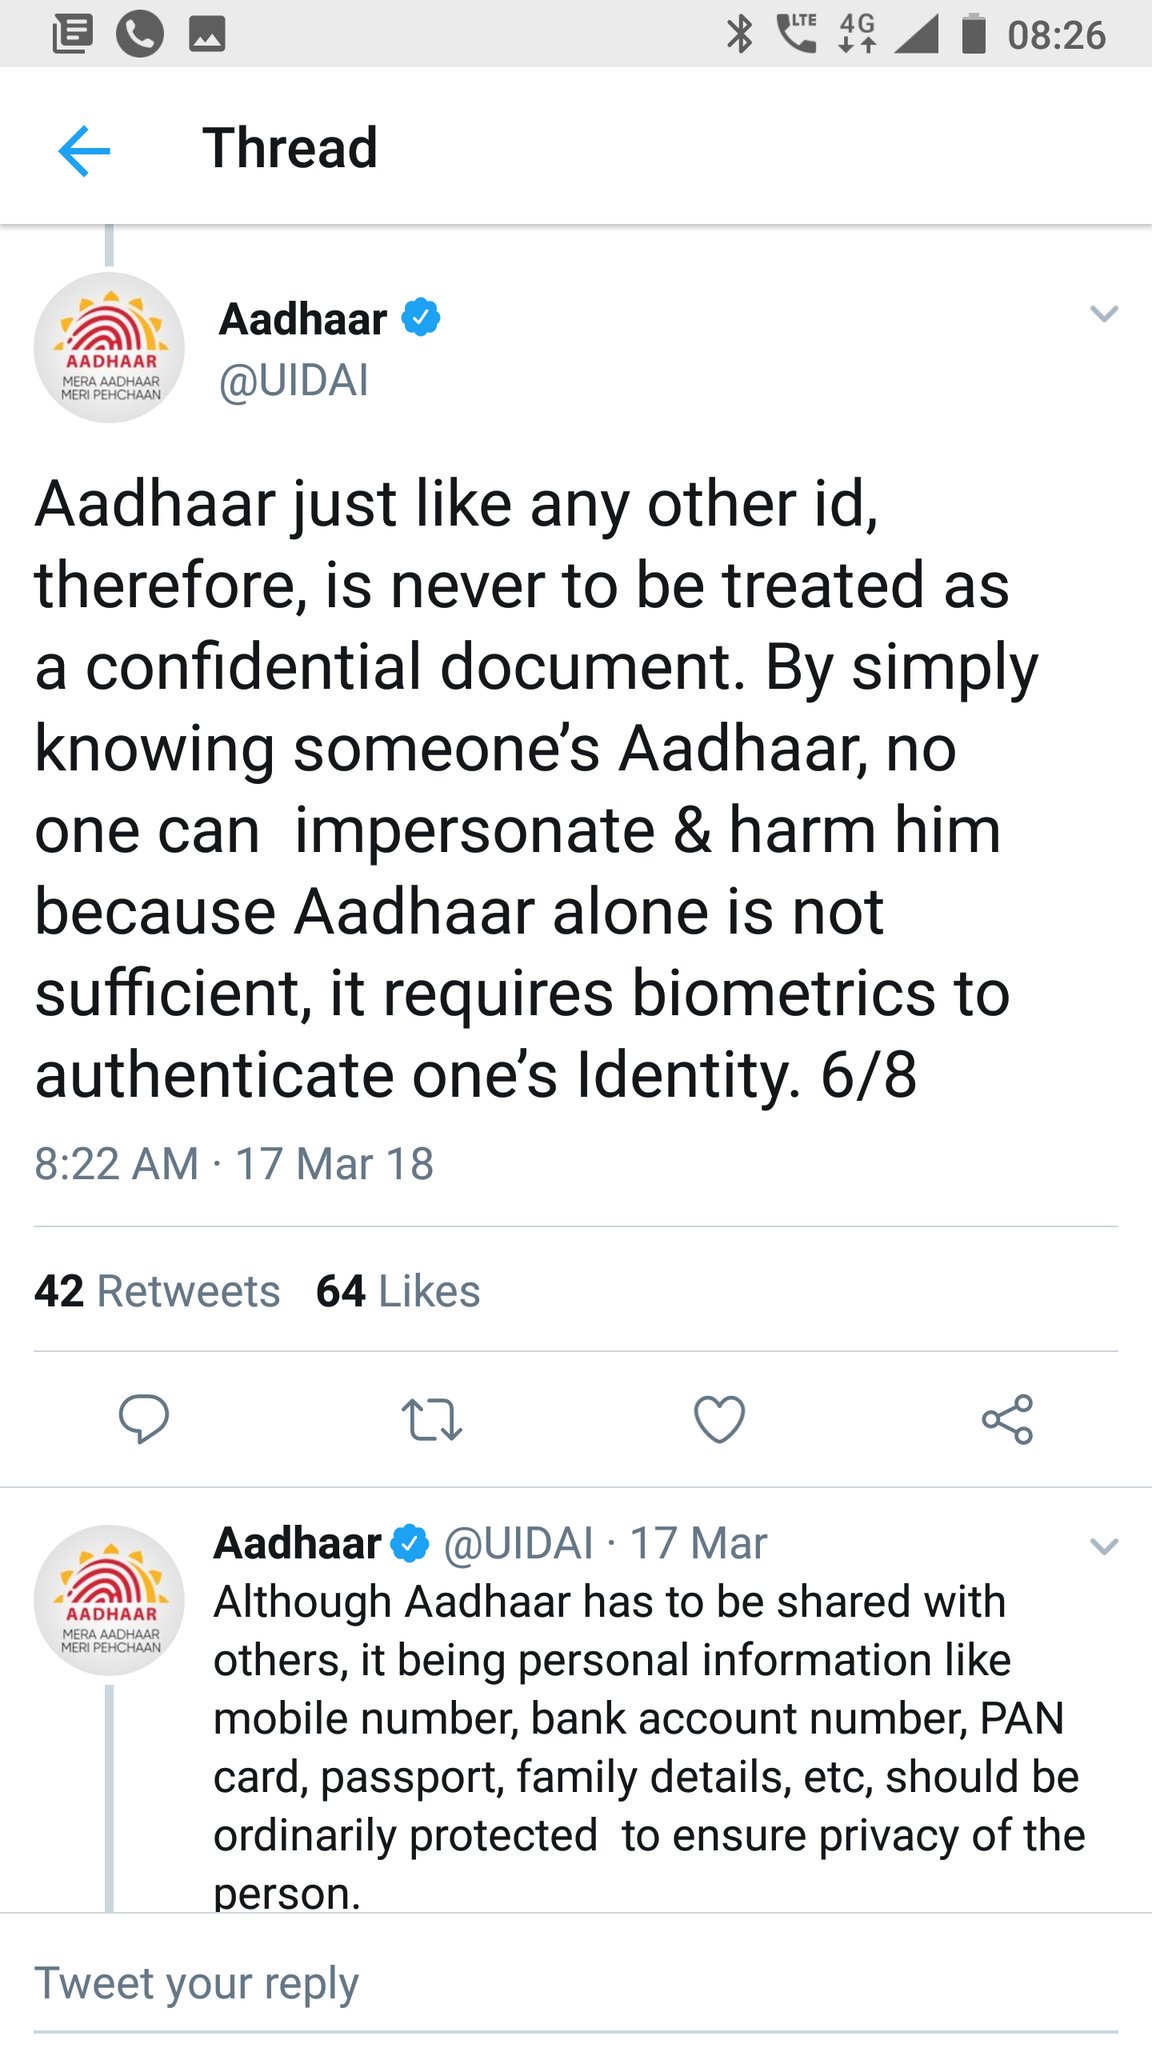 LTE 4G 08:26
Thread
AADHAAR
MERA AADHAAR
MERI PEHCHAAN
Aadhaar
@UIDAI
Aadhaar just like any other id,
therefore, is never to be treated as
a confidential document. By simply
knowing someone’s Aadhaar, no
one can  impersonate & harm him
because Aadhaar alone is not
sufficient, it requires biometrics to
authenticate one’s Identity. 6/8
8:22 AM · 17 Mar 18
42 Retweets 64 Likes
AADHAAR
MERA AADHAAR
MERI PEHCHAAN
Aadhaar @UIDAI · 17 Mar
Although Aadhaar has to be shared with
others, it being personal information like
mobile number, bank account number, PAN
card, passport, family details, etc, should be
ordinarily protected  to ensure privacy of the
person.
Tweet your reply